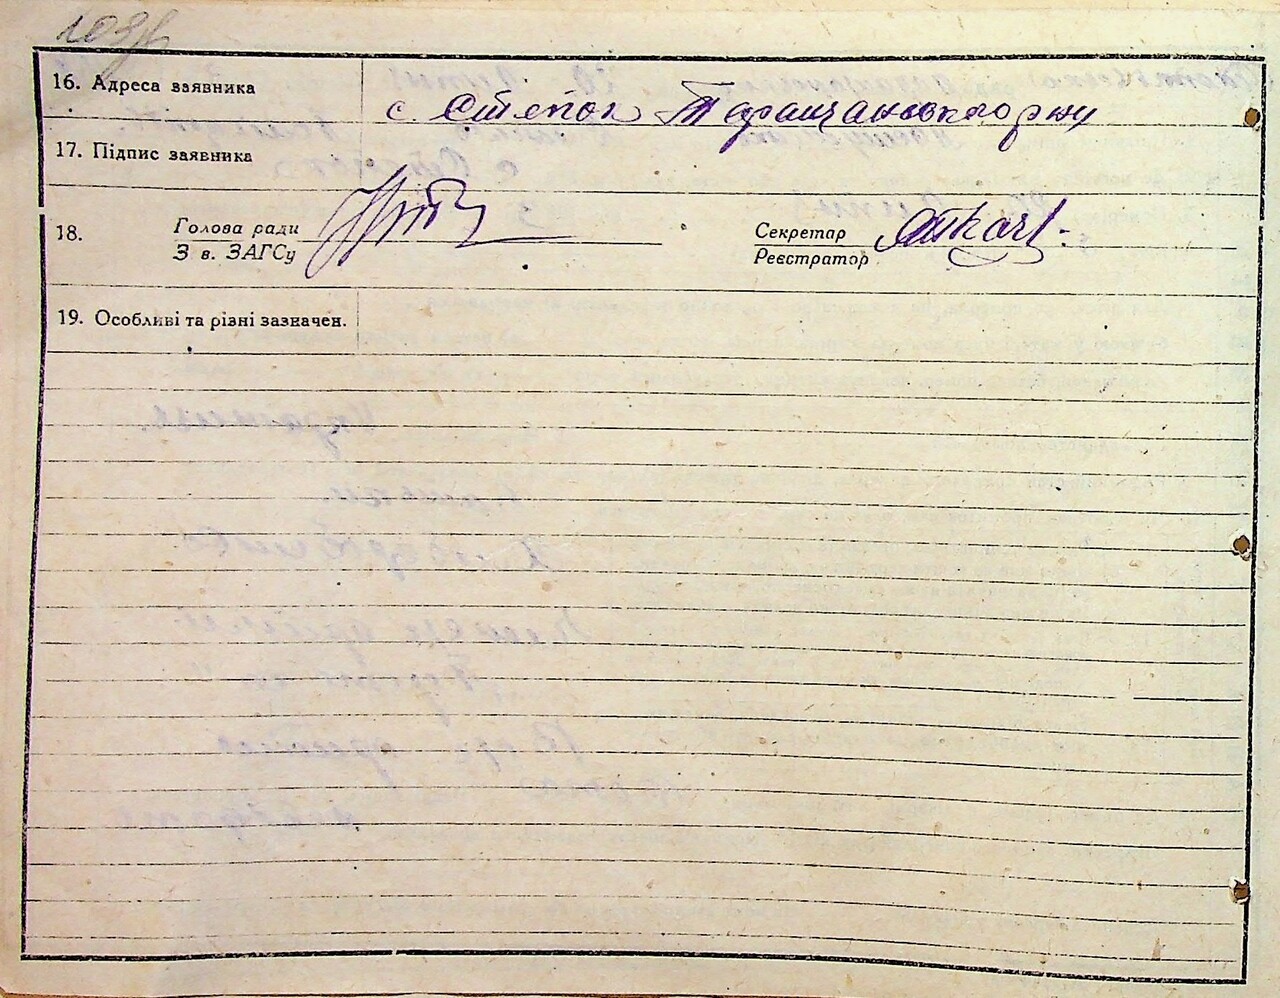 16. Адреса заявника
с. Степок Таращанського р-ну
17. Підпис заявника
18.
Голова ради
З в. ЗАГСу
Секретар
Реєстратор
19. Особливі та різні зазначен.